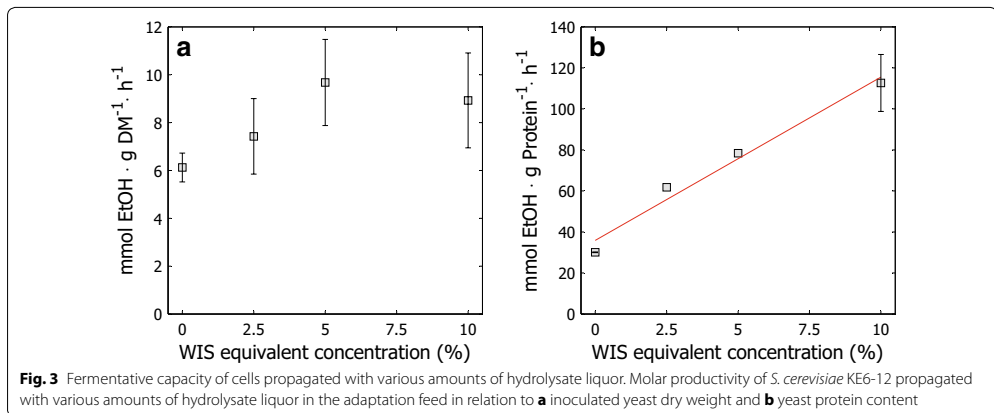 a
mmol EtOH · g DM⁻¹· h⁻¹
12
10
8
6
4
2
0
0 2.5 5 7.5 10
WIS equivalent concentration (%)
b
mmol EtOH · g Protein⁻¹· h⁻¹
140
120
100
80
60
40
20
0
0 2.5 5 7.5 10
WIS equivalent concentration (%)
Fig. 3 Fermentative capacity of cells propagated with various amounts of hydrolysate liquor. Molar productivity of S. cerevisiae KE6-12 propagated
with various amounts of hydrolysate liquor in the adaptation feed in relation to a inoculated yeast dry weight and b yeast protein content